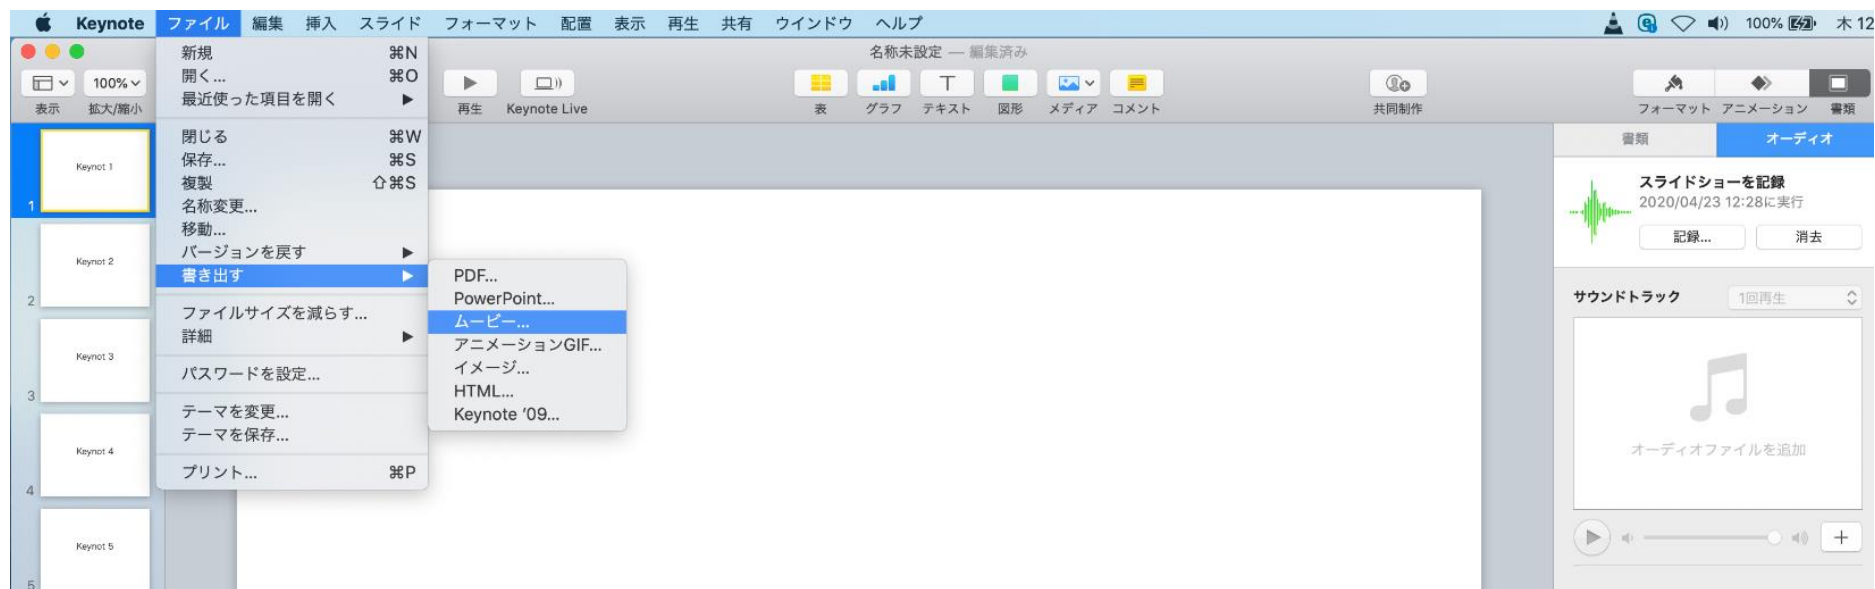 Keynote ファイル 編集 挿入 スライド フォーマット 配置 表示 再生 共有 ウインドウ ヘルプ 100% 木 12
名称未設定 — 編集済み
100%
表示 拡大/縮小 再生 Keynote Live 表 グラフ テキスト 図形 メディア コメント 共同制作 フォーマット アニメーション 書類
新規 ⌘N
開く... ⌘O
最近使った項目を開く ▶
閉じる ⌘W
保存... ⌘S
複製 ⇧⌘S
名称変更...
移動...
バージョンを戻す ▶
書き出す ▶
ファイルサイズを減らす...
詳細 ▶
パスワードを設定...
テーマを変更...
テーマを保存...
プリント... ⌘P
PDF...
PowerPoint...
ムービー...
アニメーションGIF...
イメージ...
HTML...
Keynote ’09...
Keynot 1
1
Keynot 2
2
Keynot 3
3
Keynot 4
4
Keynot 5
5
書類 オーディオ
スライドショーを記録
2020/04/23 12:28に実行
記録... 消去
サウンドトラック 1回再生
オーディオファイルを追加